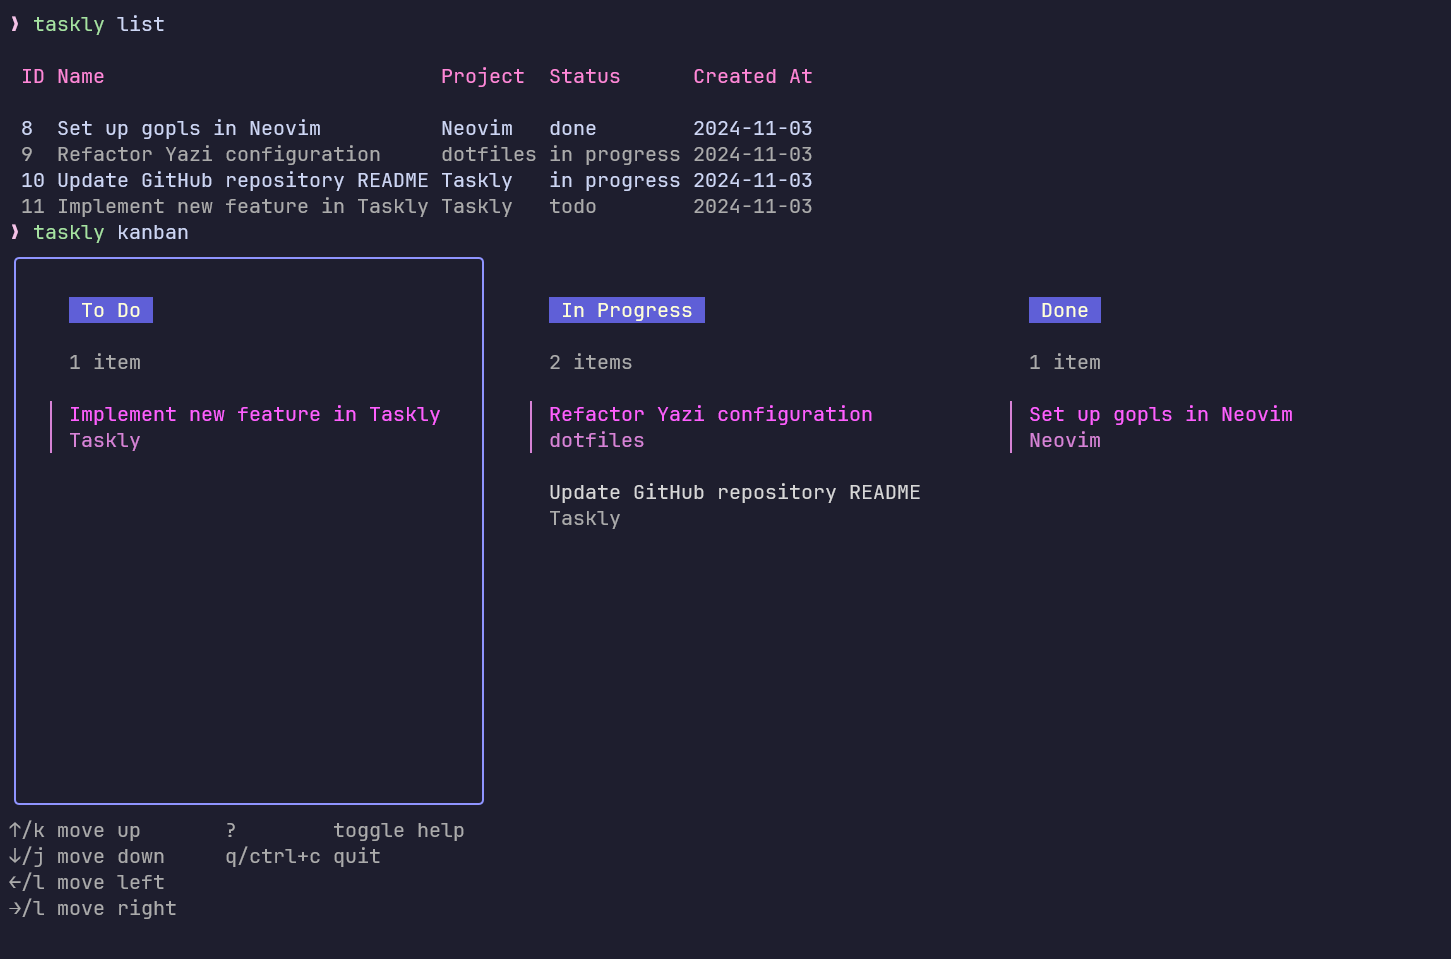 ❱ taskly list
ID Name Project Status Created At
8 Set up gopls in Neovim Neovim done 2024-11-03
9 Refactor Yazi configuration dotfiles in progress 2024-11-03
10 Update GitHub repository README Taskly in progress 2024-11-03
11 Implement new feature in Taskly Taskly todo 2024-11-03
❱ taskly kanban
To Do
1 item
Implement new feature in Taskly
Taskly
In Progress
2 items
Refactor Yazi configuration
dotfiles
Update GitHub repository README
Taskly
Done
1 item
Set up gopls in Neovim
Neovim
↑/k move up ? toggle help
↓/j move down q/ctrl+c quit
←/l move left
→/l move right